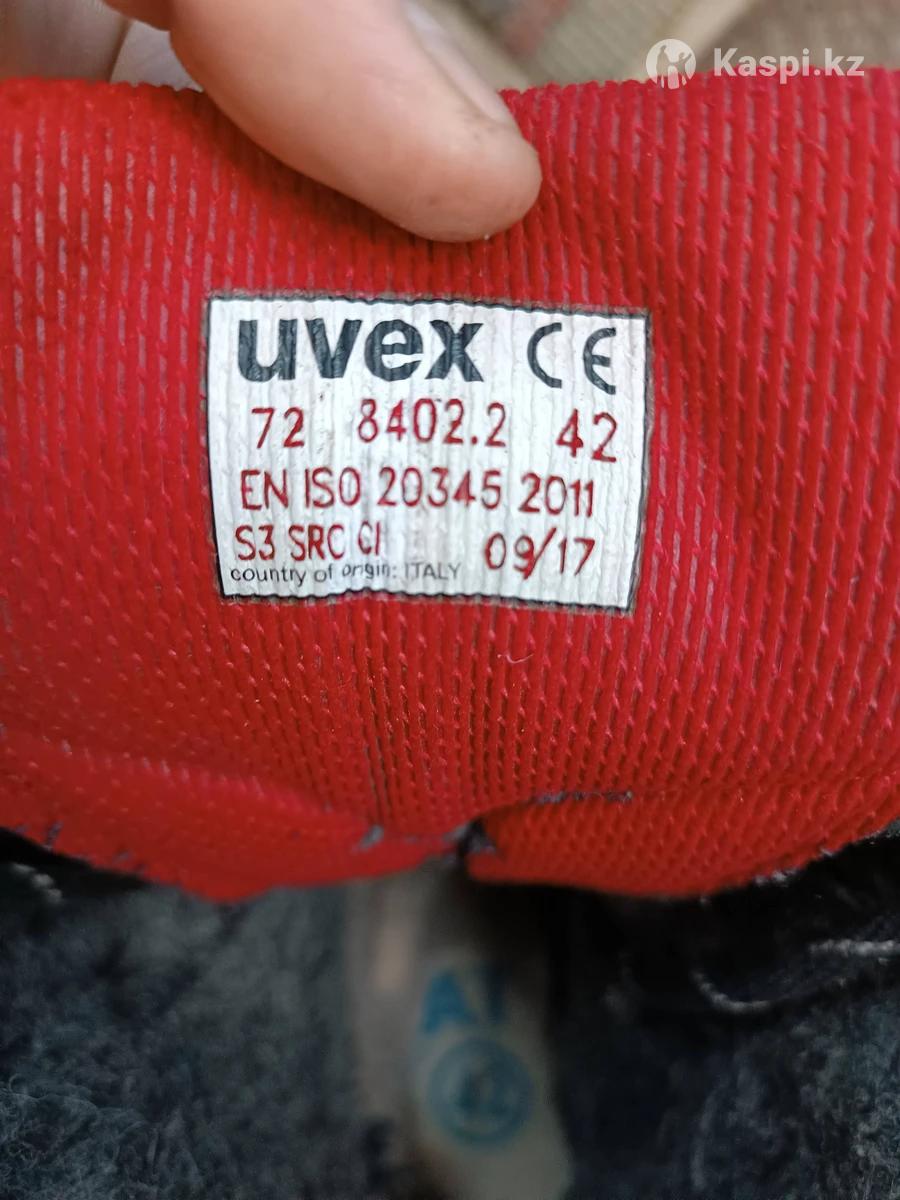 Kaspi.kz
uvex CE
72 8402.2 42
EN ISO 20345 2011
S3 SRC CI 09/17
country of origin: ITALY